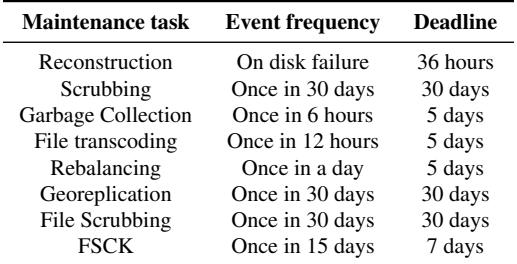 Maintenance task Event frequency Deadline
Reconstruction On disk failure 36 hours
Scrubbing Once in 30 days 30 days
Garbage Collection Once in 6 hours 5 days
File transcoding Once in 12 hours 5 days
Rebalancing Once in a day 5 days
Georeplication Once in 30 days 30 days
File Scrubbing Once in 30 days 30 days
FSCK Once in 15 days 7 days